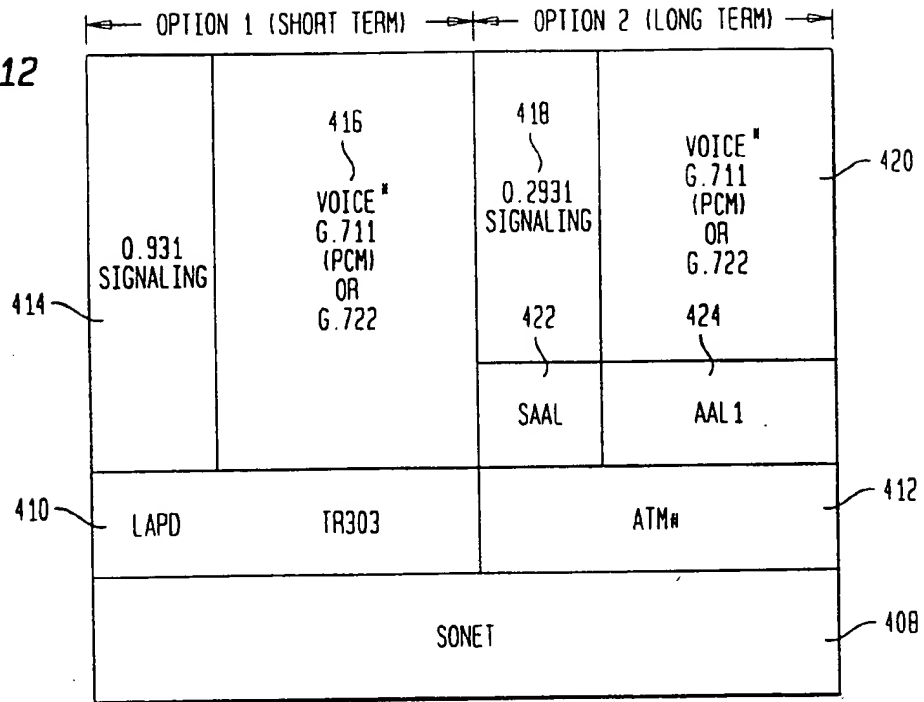 OPTION 1 (SHORT TERM)
OPTION 2 (LONG TERM)
12
414
0.931
SIGNALING
416
VOICE*
G.711
(PCM)
OR
G.722
418
0.2931
SIGNALING
VOICE*
G.711
(PCM)
OR
G.722
420
422
SAAL
424
AAL1
410
LAPD
TR303
ATM#
412
SONET
408